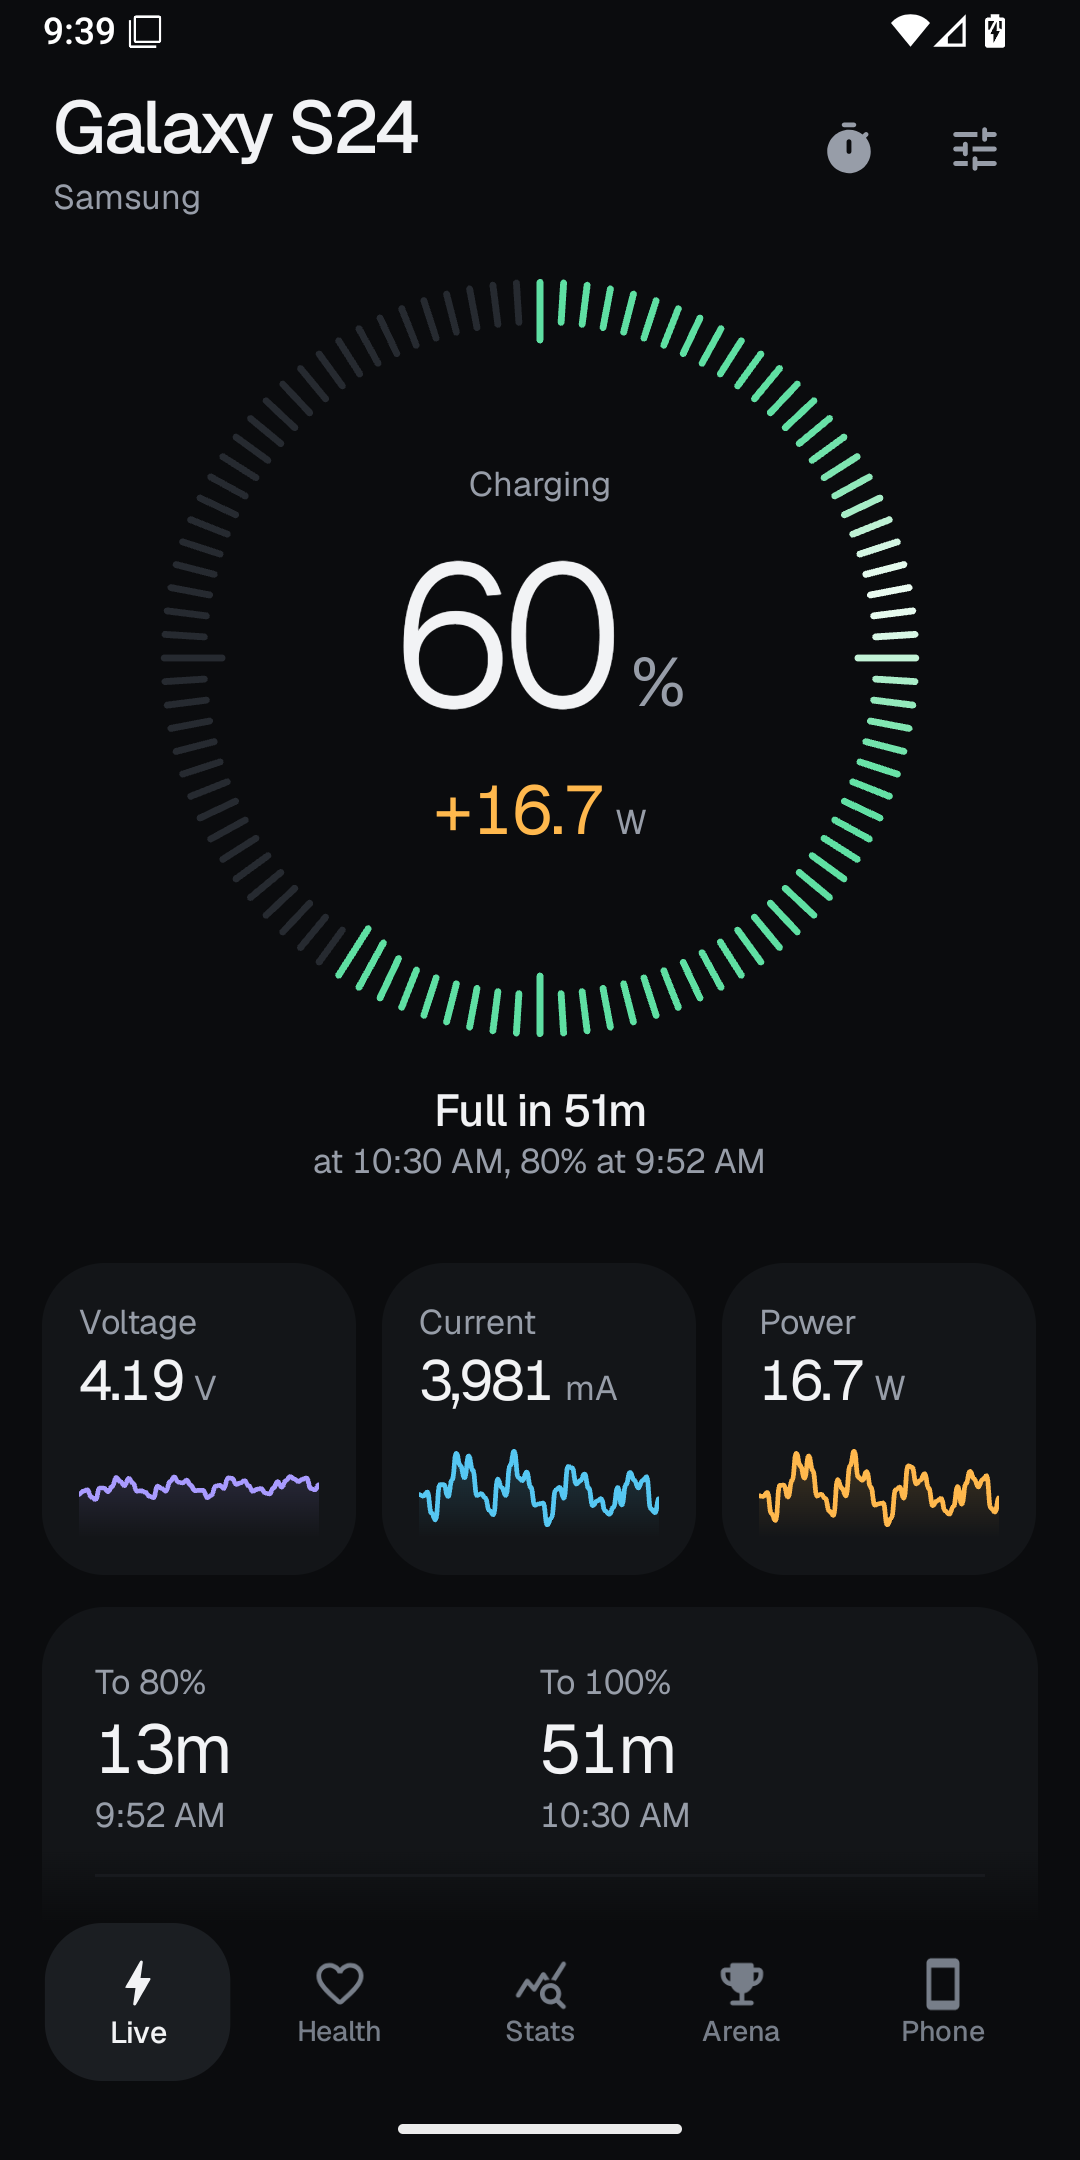 9:39
Galaxy S24
Samsung
Charging
60 %
+16.7 W
Full in 51m
at 10:30 AM, 80% at 9:52 AM
Voltage
4.19 V
Current
3,981 mA
Power
16.7 W
To 80%
13m
9:52 AM
To 100%
51m
10:30 AM
Live
Health
Stats
Arena
Phone